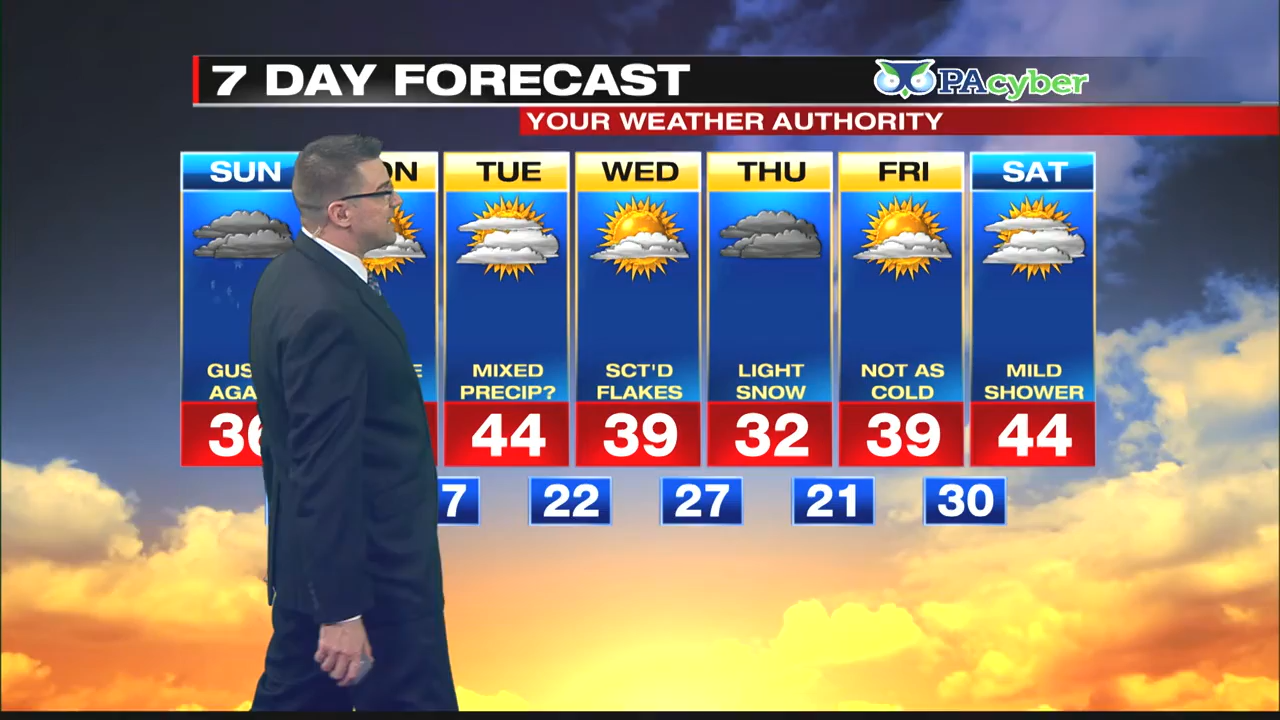 7 DAY FORECAST
PAcyber
YOUR WEATHER AUTHORITY
SUN TUE WED THU FRI SAT
MIXED PRECIP?
SCT'D FLAKES
LIGHT SNOW
NOT AS COLD
MILD SHOWER
36 44 39 32 39 44
22 27 21 30